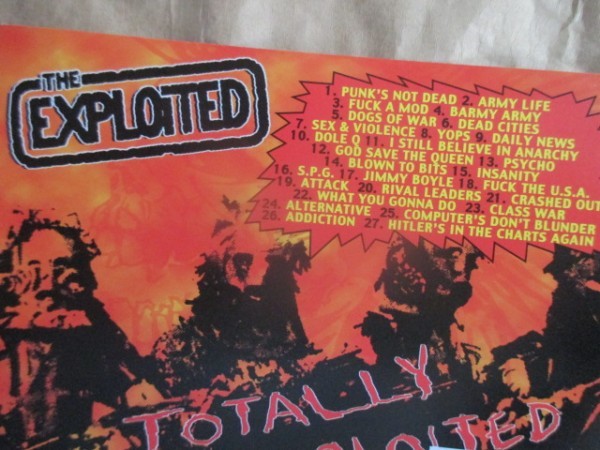 THE
EXPLOITED
1. PUNK'S NOT DEAD 2. ARMY LIFE
3. FUCK A MOD 4. BARMY ARMY
5. DOGS OF WAR 6. DEAD CITIES
7. SEX & VIOLENCE 8. YOPS 9. DAILY NEWS
10. DOLE Q 11. I STILL BELIEVE IN ANARCHY
12. GOD SAVE THE QUEEN 13. PSYCHO
14. BLOWN TO BITS 15. INSANITY
16. S.P.G. 17. JIMMY BOYLE 18. FUCK THE U.S.A.
19. ATTACK 20. RIVAL LEADERS 21. CRASHED OUT
22. WHAT YOU GONNA DO 23. CLASS WAR
24. ALTERNATIVE 25. COMPUTER'S DON'T BLUNDER
26. ADDICTION 27. HITLER'S IN THE CHARTS AGAIN
TOTALLY
PLOITED